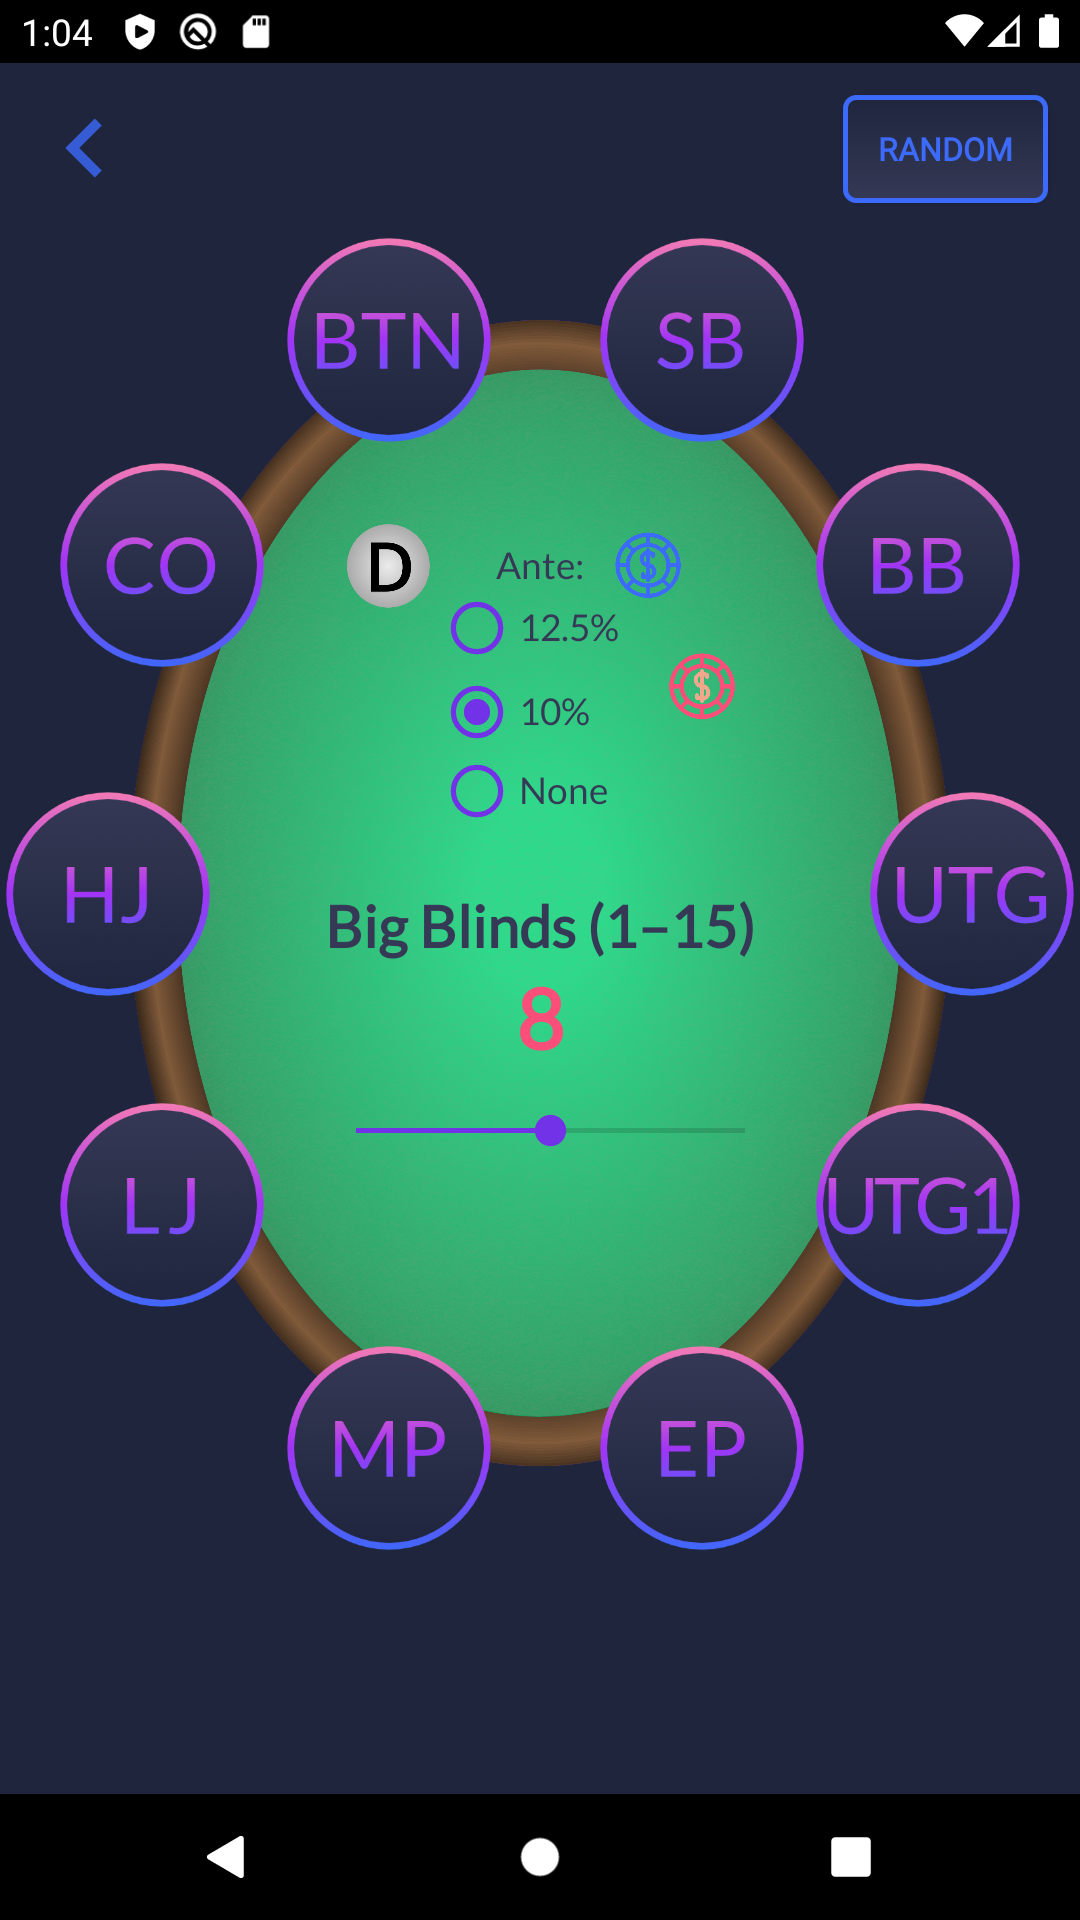 1:04
RANDOM
BTN
SB
CO
BB
D
Ante:
$
12.5%
$
10%
None
HJ
UTG
Big Blinds (1–15)
8
LJ
UTG1
MP
EP